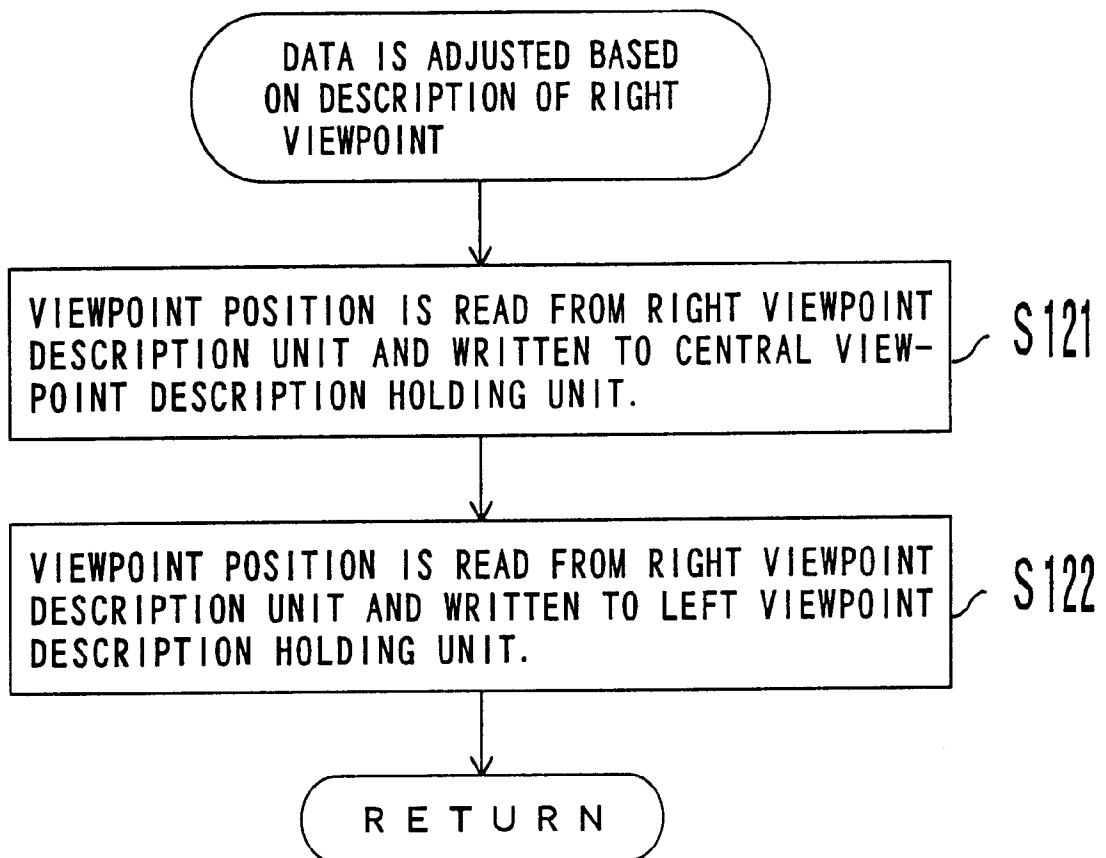 DATA IS ADJUSTED BASED
ON DESCRIPTION OF RIGHT
VIEWPOINT
VIEWPOINT POSITION IS READ FROM RIGHT VIEWPOINT
DESCRIPTION UNIT AND WRITTEN TO CENTRAL VIEW-
POINT DESCRIPTION HOLDING UNIT.
S121
VIEWPOINT POSITION IS READ FROM RIGHT VIEWPOINT
DESCRIPTION UNIT AND WRITTEN TO LEFT VIEWPOINT
DESCRIPTION HOLDING UNIT.
S122
RETURN